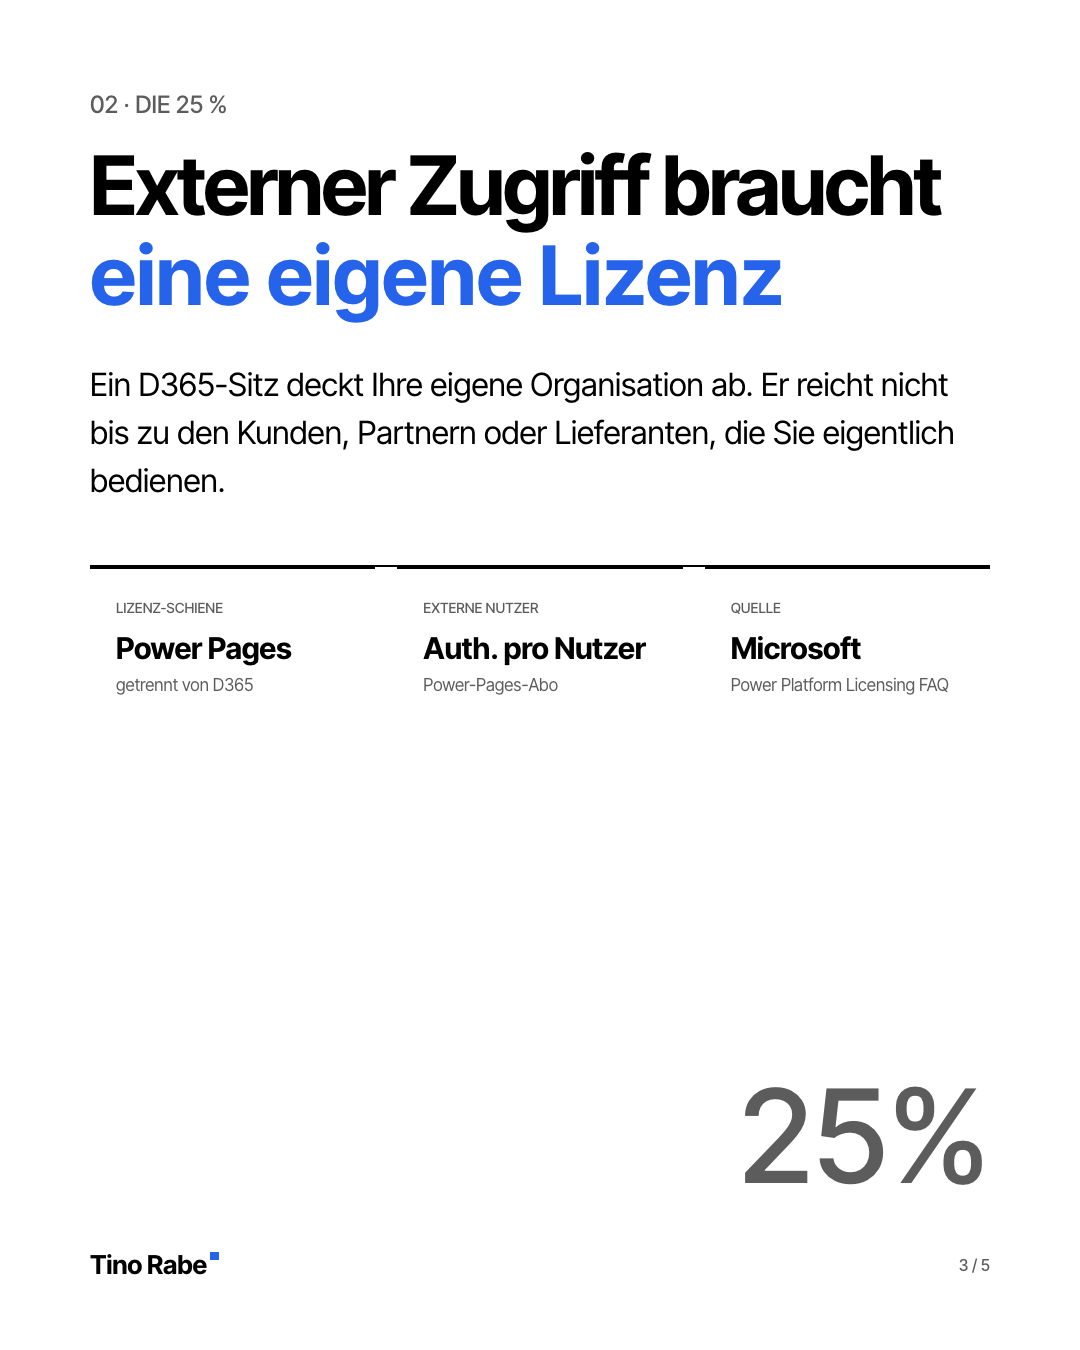 02 · DIE 25 %
Externer Zugriff braucht
eine eigene Lizenz
Ein D365-Sitz deckt Ihre eigene Organisation ab. Er reicht nicht
bis zu den Kunden, Partnern oder Lieferanten, die Sie eigentlich
bedienen.
LIZENZ-SCHIENE
Power Pages
getrennt von D365
EXTERNE NUTZER
Auth. pro Nutzer
Power-Pages-Abo
QUELLE
Microsoft
Power Platform Licensing FAQ
25%
Tino Rabe
3 / 5